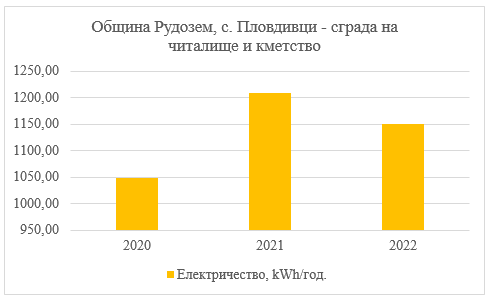 Община Рудозем, с. Пловдивци - сграда на
читалище и кметство
1250,00
1200,00
1150,00
1100,00
1050,00
1000,00
950,00
2020 2021 2022
Електричество, kWh/год.